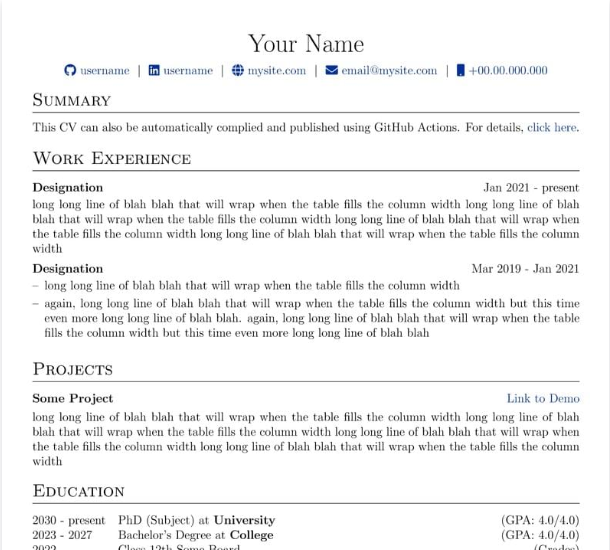 Your Name
username | username | mysite.com | email@mysite.com | +00.00.000.000
Summary
This CV can also be automatically complied and published using GitHub Actions. For details, click here.
Work Experience
Designation Jan 2021 - present
long long line of blah blah that will wrap when the table fills the column width long long line of blah
blah that will wrap when the table fills the column width long long line of blah blah that will wrap when
the table fills the column width long long line of blah blah that will wrap when the table fills the column
width
Designation Mar 2019 - Jan 2021
– long long line of blah blah that will wrap when the table fills the column width
– again, long long line of blah blah that will wrap when the table fills the column width but this time
even more long long line of blah blah. again, long long line of blah blah that will wrap when the table
fills the column width but this time even more long long line of blah blah
Projects
Some Project Link to Demo
long long line of blah blah that will wrap when the table fills the column width long long line of blah
blah that will wrap when the table fills the column width long long line of blah blah that will wrap when
the table fills the column width long long line of blah blah that will wrap when the table fills the column
width
Education
2030 - present PhD (Subject) at University (GPA: 4.0/4.0)
2023 - 2027 Bachelor's Degree at College (GPA: 4.0/4.0)
2022 Class 12th Some Board (Grades)